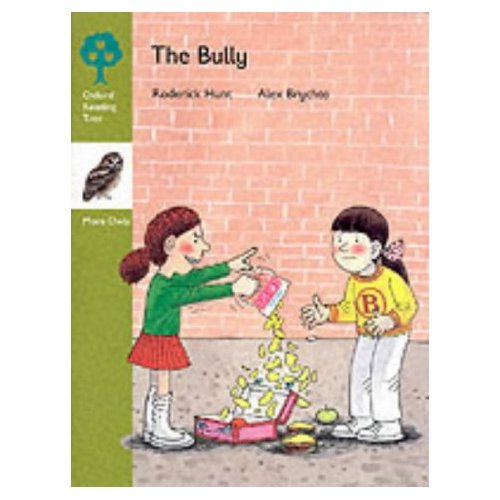 The Bully
Roderick Hunt Alex Brychta
Oxford
Reading
Tree
More Owls
B